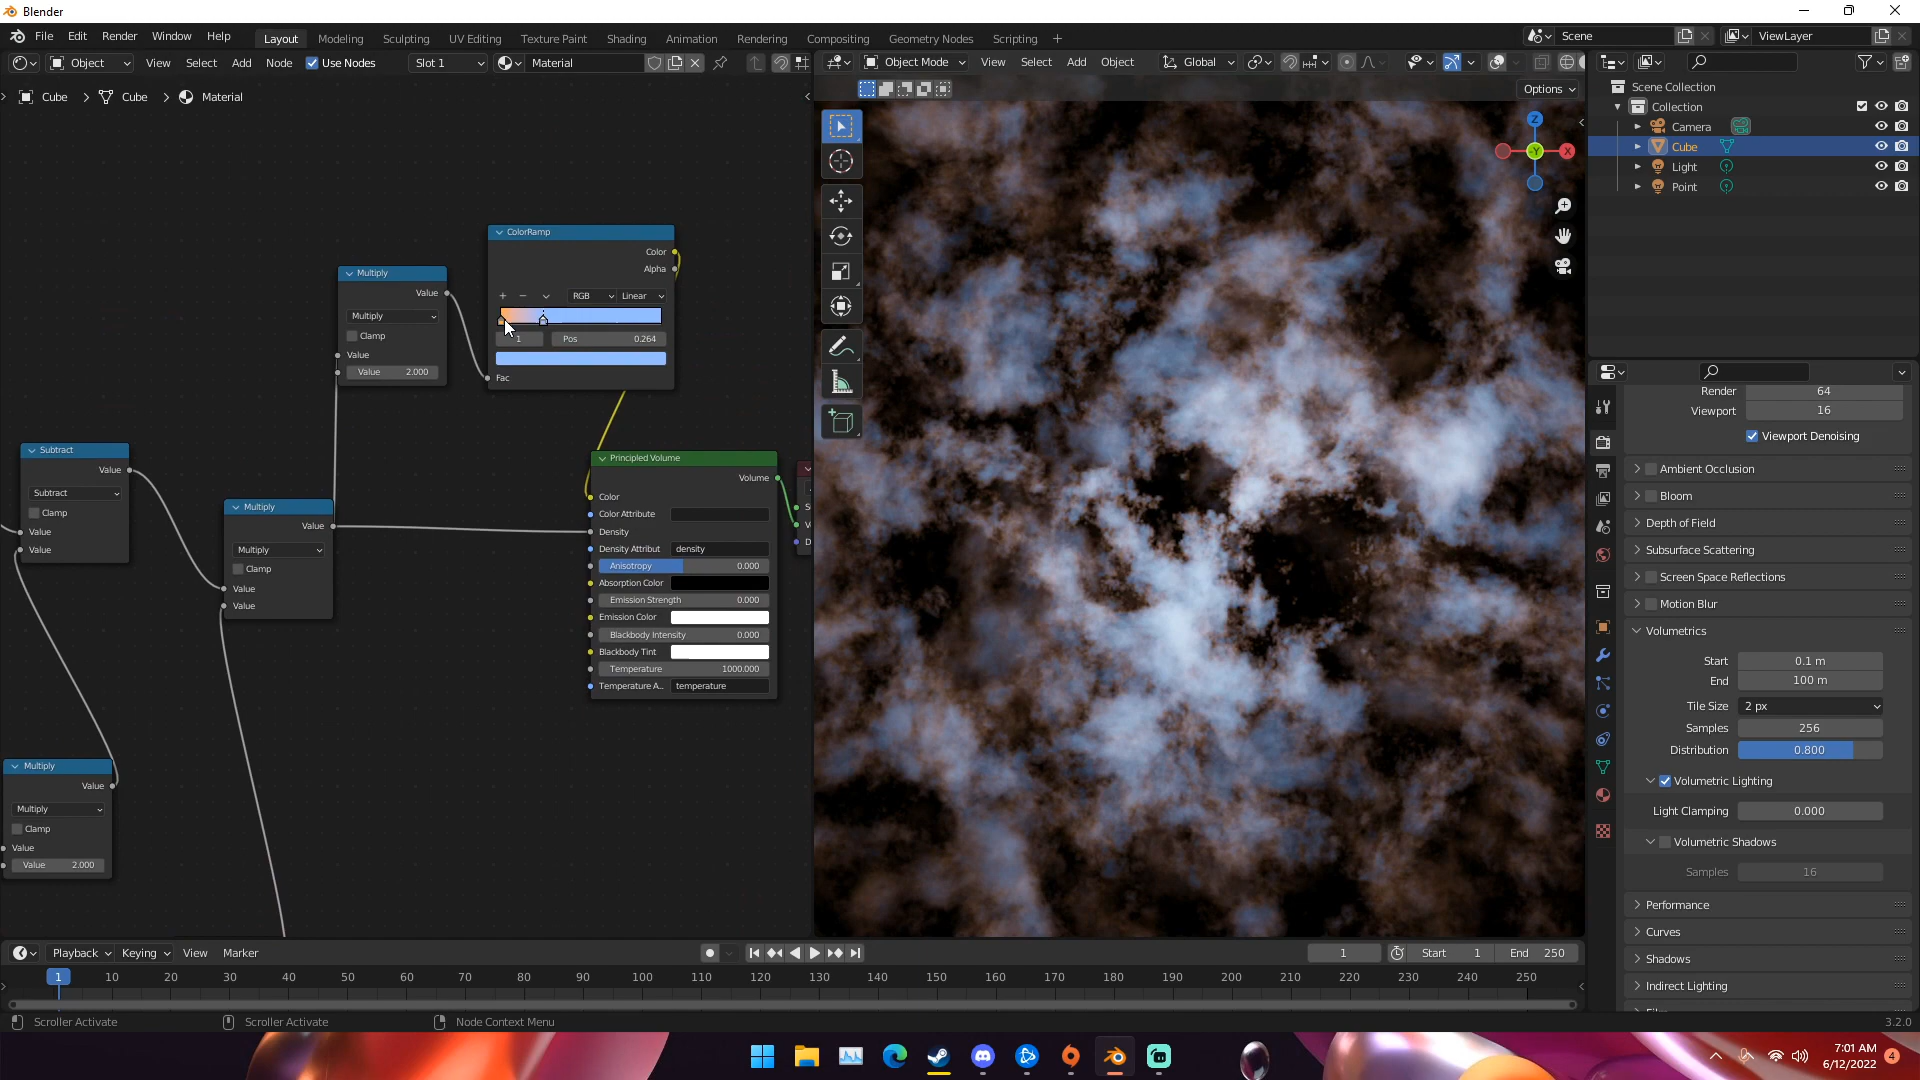 Blender
File Edit Render Window Help Layout Modeling Sculpting UV Editing Texture Paint Shading Animation Rendering Compositing Geometry Nodes Scripting + Scene ViewLayer
Object View Select Add Node Use Nodes Slot 1 Material Object Mode View Select Add Object Global
Options
Cube > Cube > Material
Scene Collection
Collection
Camera
Cube
Light
Point
Z
X
-Y
ColorRamp
Color
Alpha
RGB Linear
1 Pos 0.264
Fac
Multiply
Value
Multiply
Clamp
Value
Value 2.000
Subtract
Value
Subtract
Clamp
Value
Value
Multiply
Value
Multiply
Clamp
Value
Value
Multiply
Value
Multiply
Clamp
Value
Value 2.000
Principled Volume
Volume
Color
Color Attribute
Density
Density Attribut density
Anisotropy 0.000
Absorption Color
Emission Strength 0.000
Emission Color
Blackbody Intensity 0.000
Blackbody Tint
Temperature 1000.000
Temperature A.. temperature
Render 64
Viewport 16
Viewport Denoising
Ambient Occlusion
Bloom
Depth of Field
Subsurface Scattering
Screen Space Reflections
Motion Blur
Volumetrics
Start 0.1 m
End 100 m
Tile Size 2 px
Samples 256
Distribution 0.800
Volumetric Lighting
Light Clamping 0.000
Volumetric Shadows
Samples 16
Performance
Curves
Shadows
Indirect Lighting
Playback Keying View Marker 1 Start 1 End 250
1 10 20 30 40 50 60 70 80 90 100 110 120 130 140 150 160 170 180 190 200 210 220 230 240 250
Scroller Activate Scroller Activate Node Context Menu 3.2.0
7:01 AM
6/12/2022 4